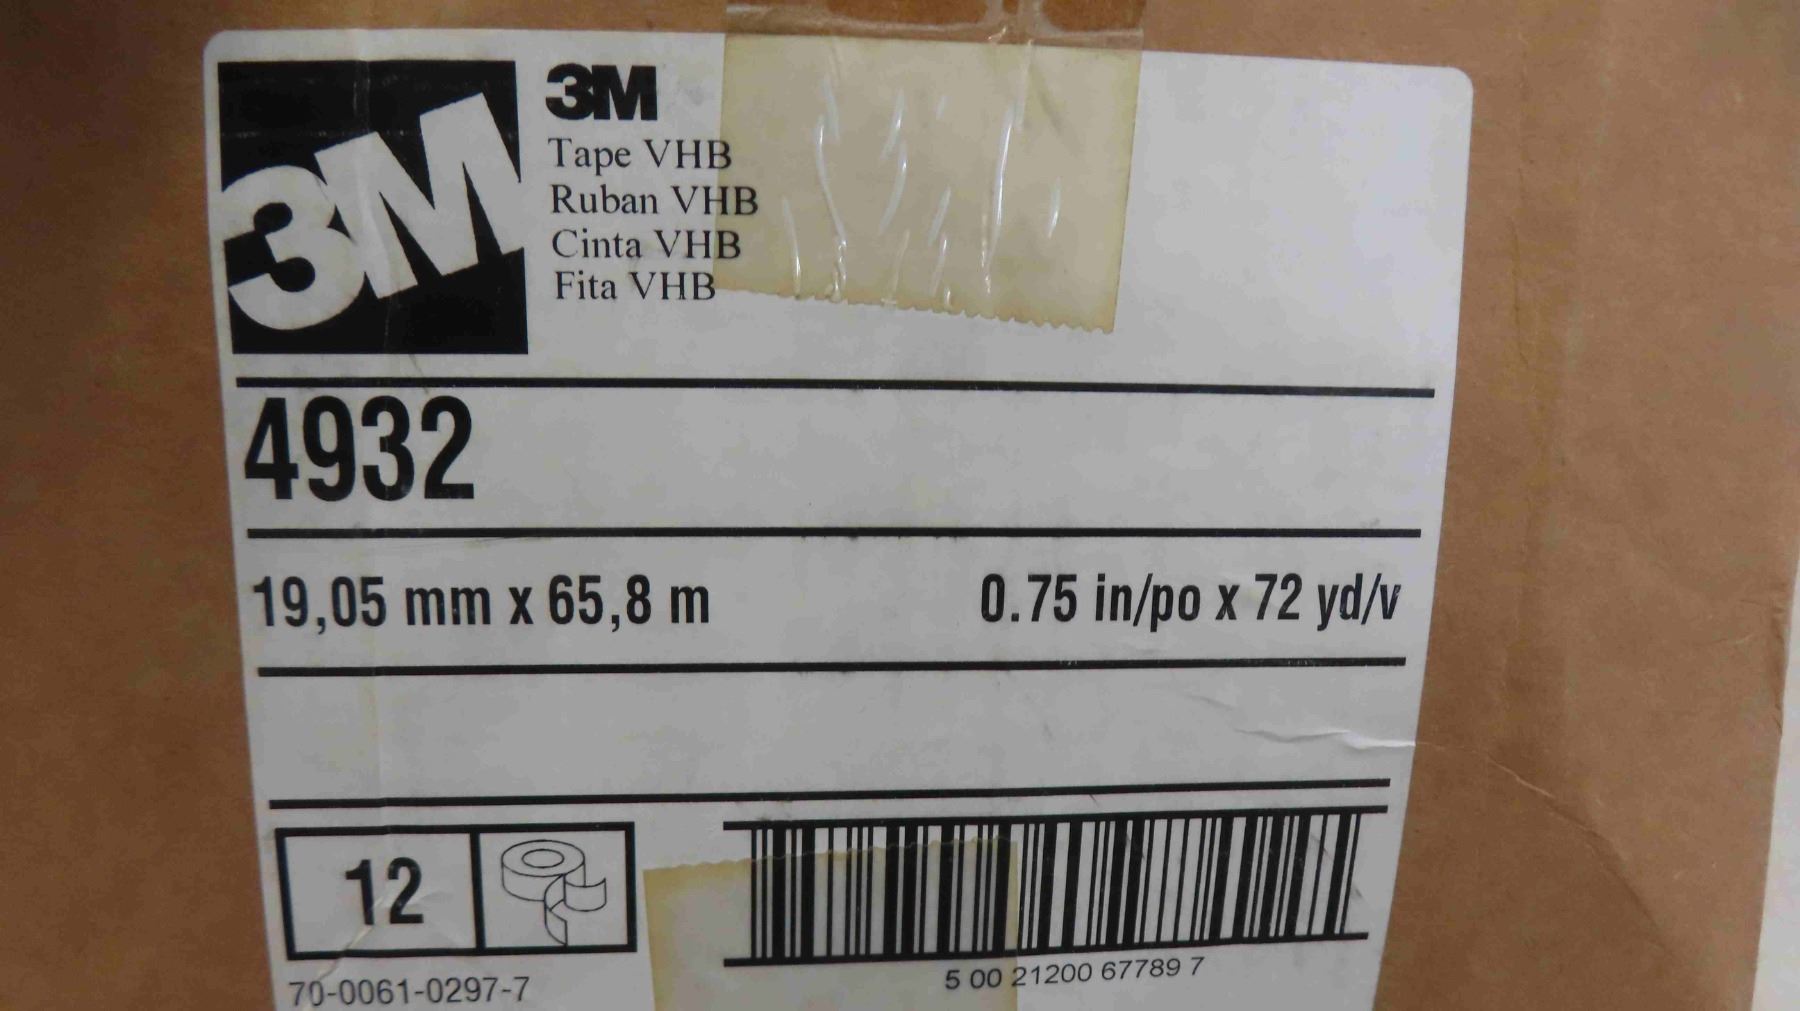 3M
3M
Tape VHB
Ruban VHB
Cinta VHB
Fita VHB
4932
19,05 mm x 65,8 m
0.75 in/po x 72 yd/v
12
70-0061-0297-7
5 00 21200 67789 7